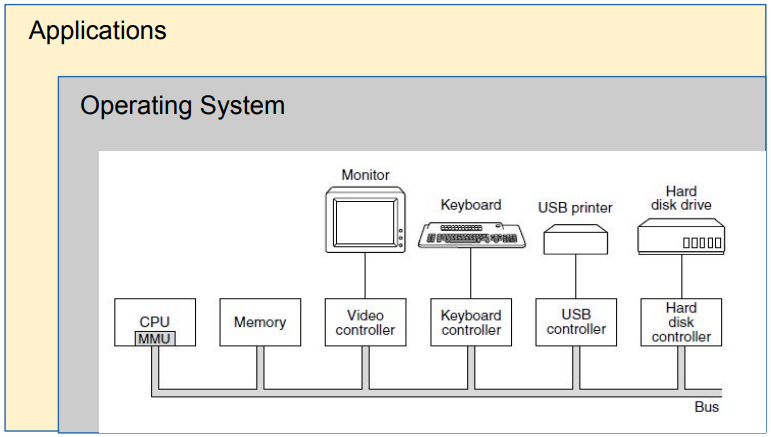 Applications
Operating System
Monitor
Keyboard
USB printer
Hard
disk drive
CPU
MMU
Memory
Video
controller
Keyboard
controller
USB
controller
Hard
disk
controller
Bus